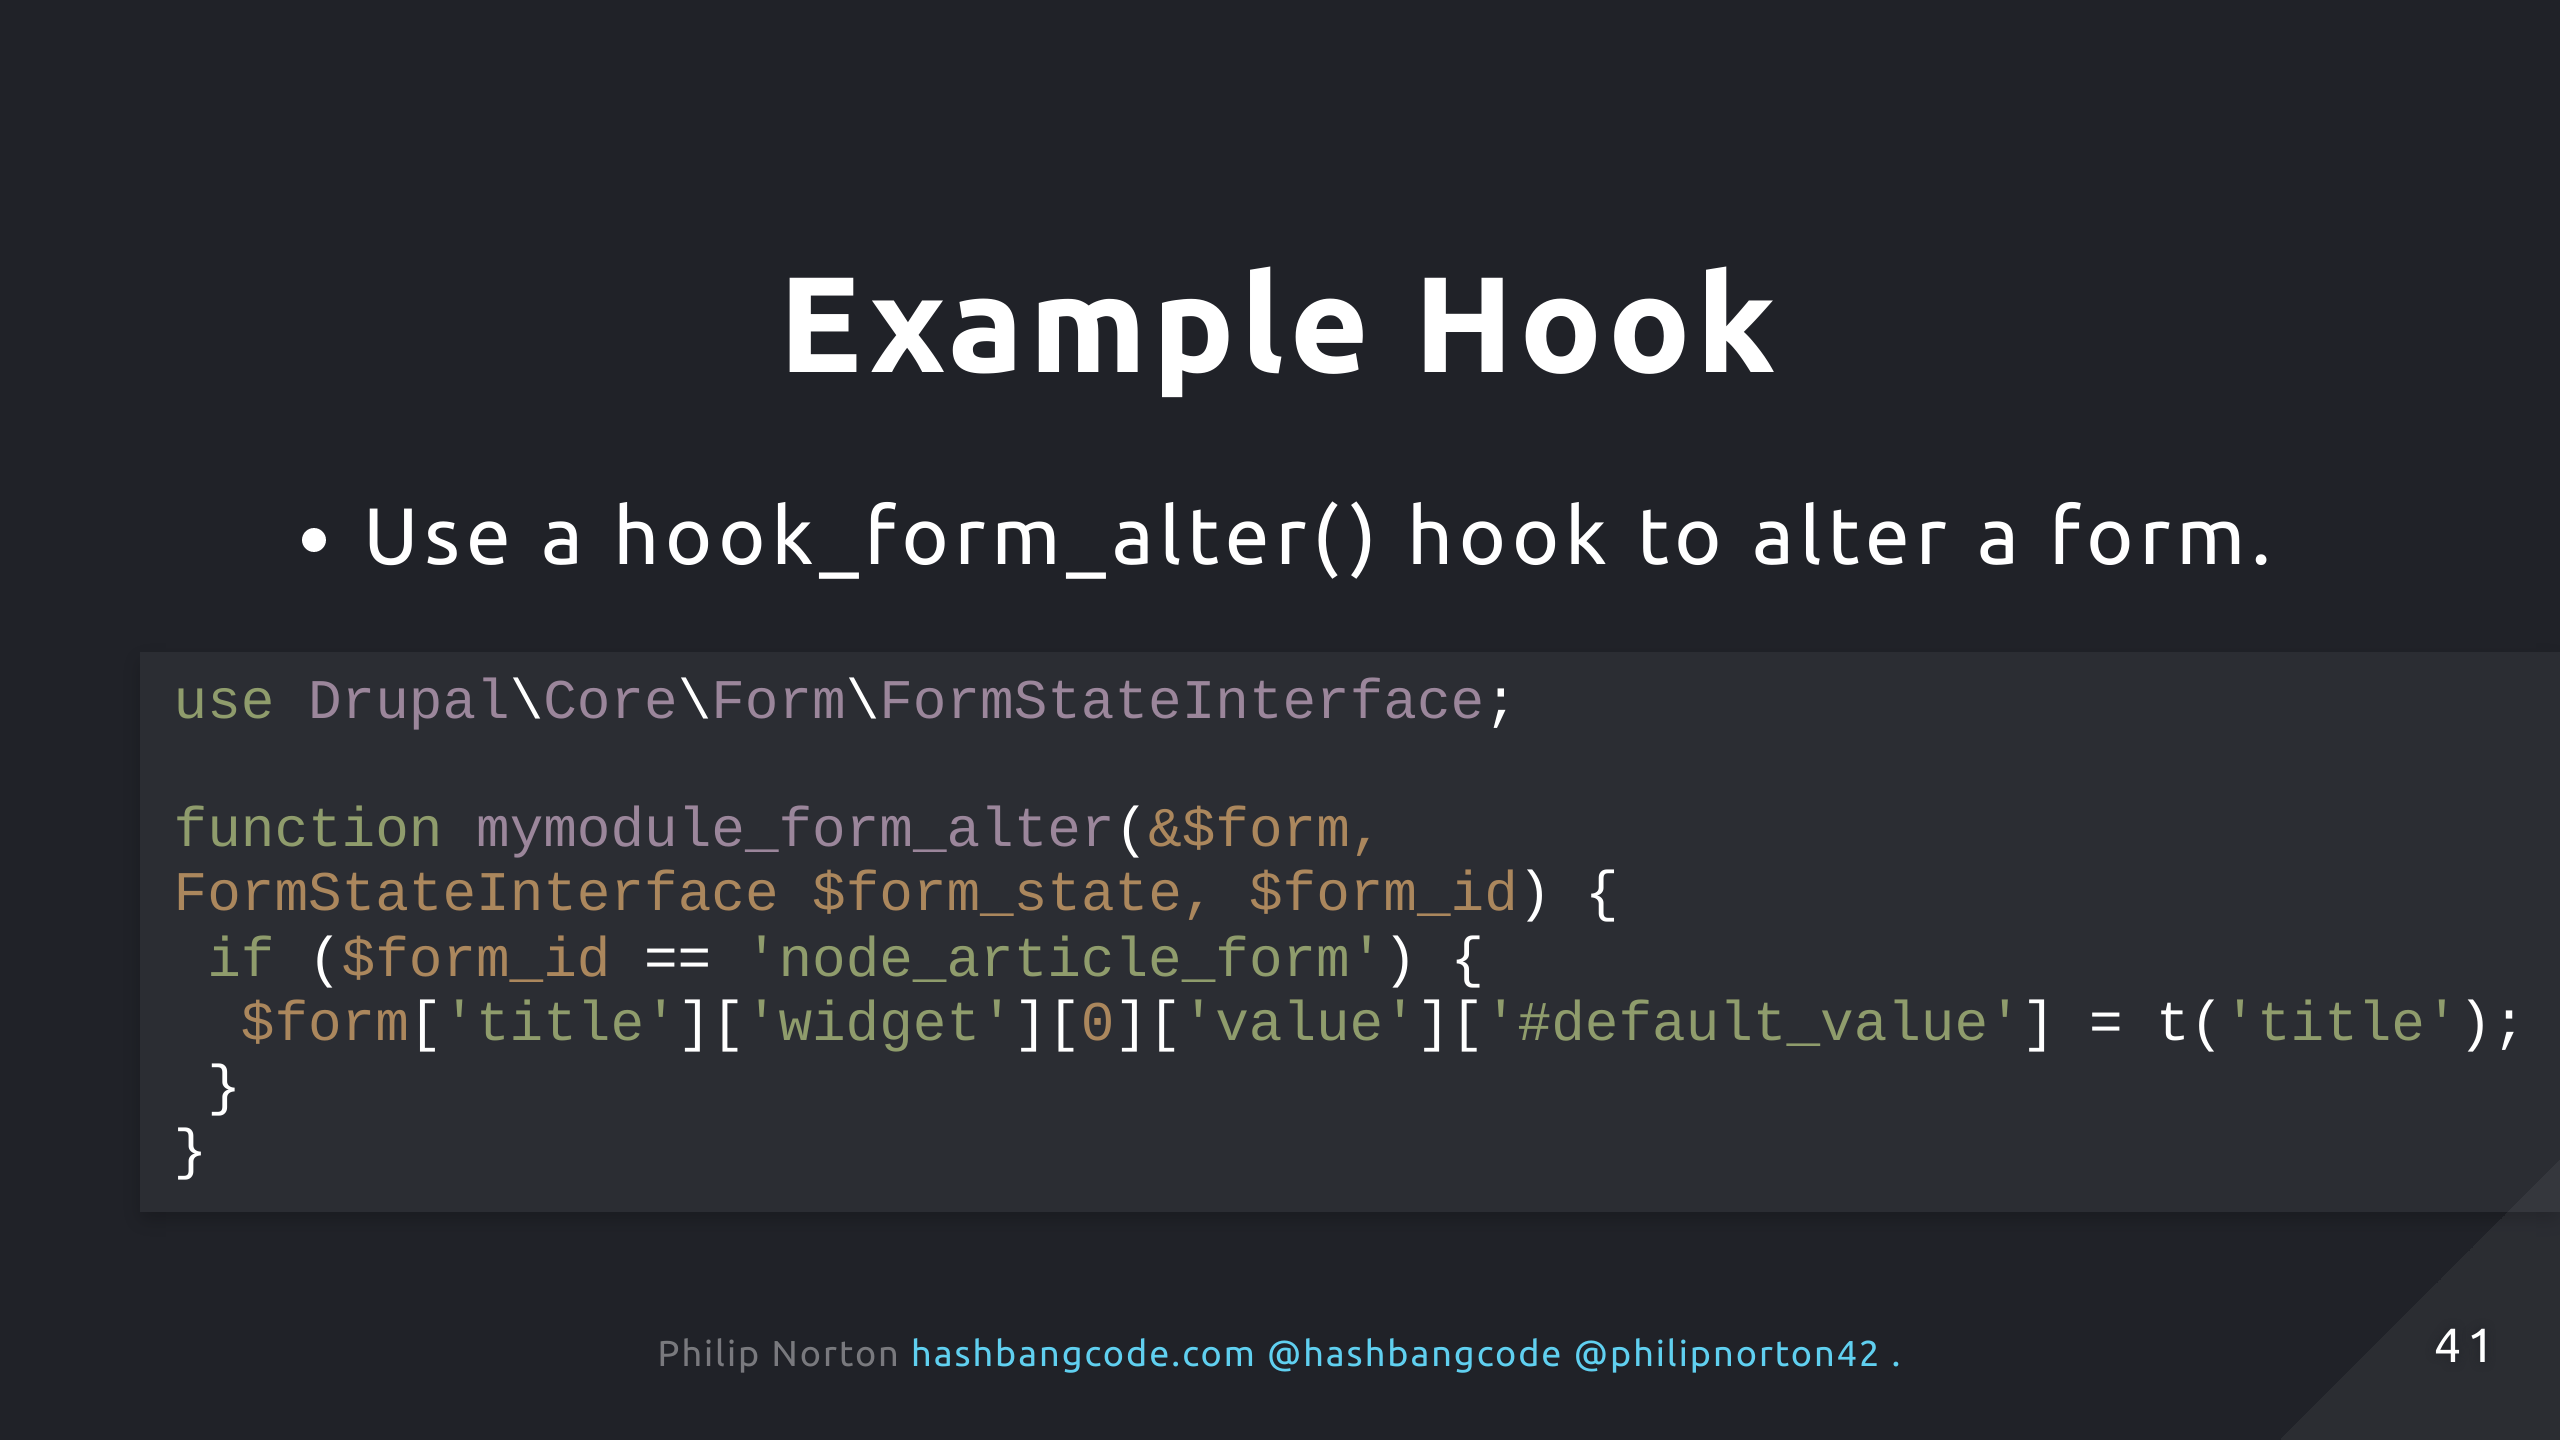 Example Hook
• Use a hook_form_alter() hook to alter a form.
use Drupal\Core\Form\FormStateInterface;

function mymodule_form_alter(&$form,
FormStateInterface $form_state, $form_id) {
 if ($form_id == 'node_article_form') {
  $form['title']['widget'][0]['value']['#default_value'] = t('title');
 }
}
Philip Norton hashbangcode.com @hashbangcode @philipnorton42 .
41